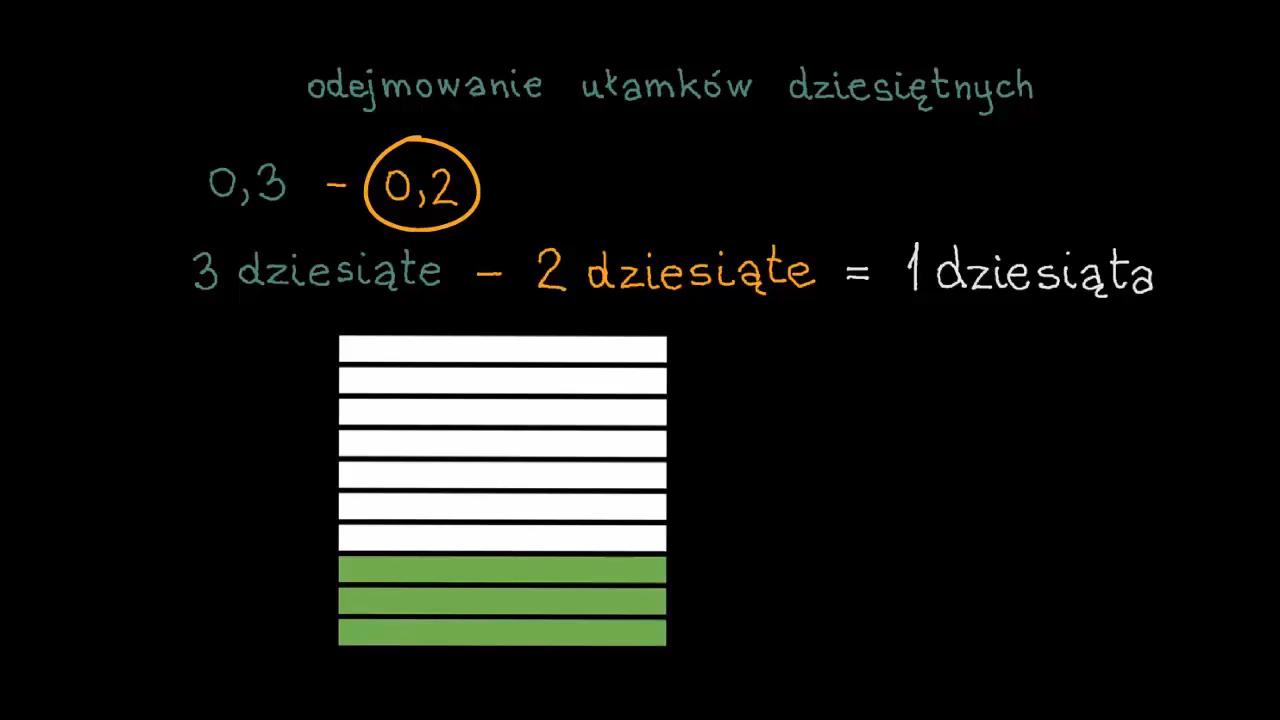 odejmowanie ułamków dziesiętnych
0,3 - 0,2
3 dziesiąte - 2 dziesiąte = 1 dziesiąta